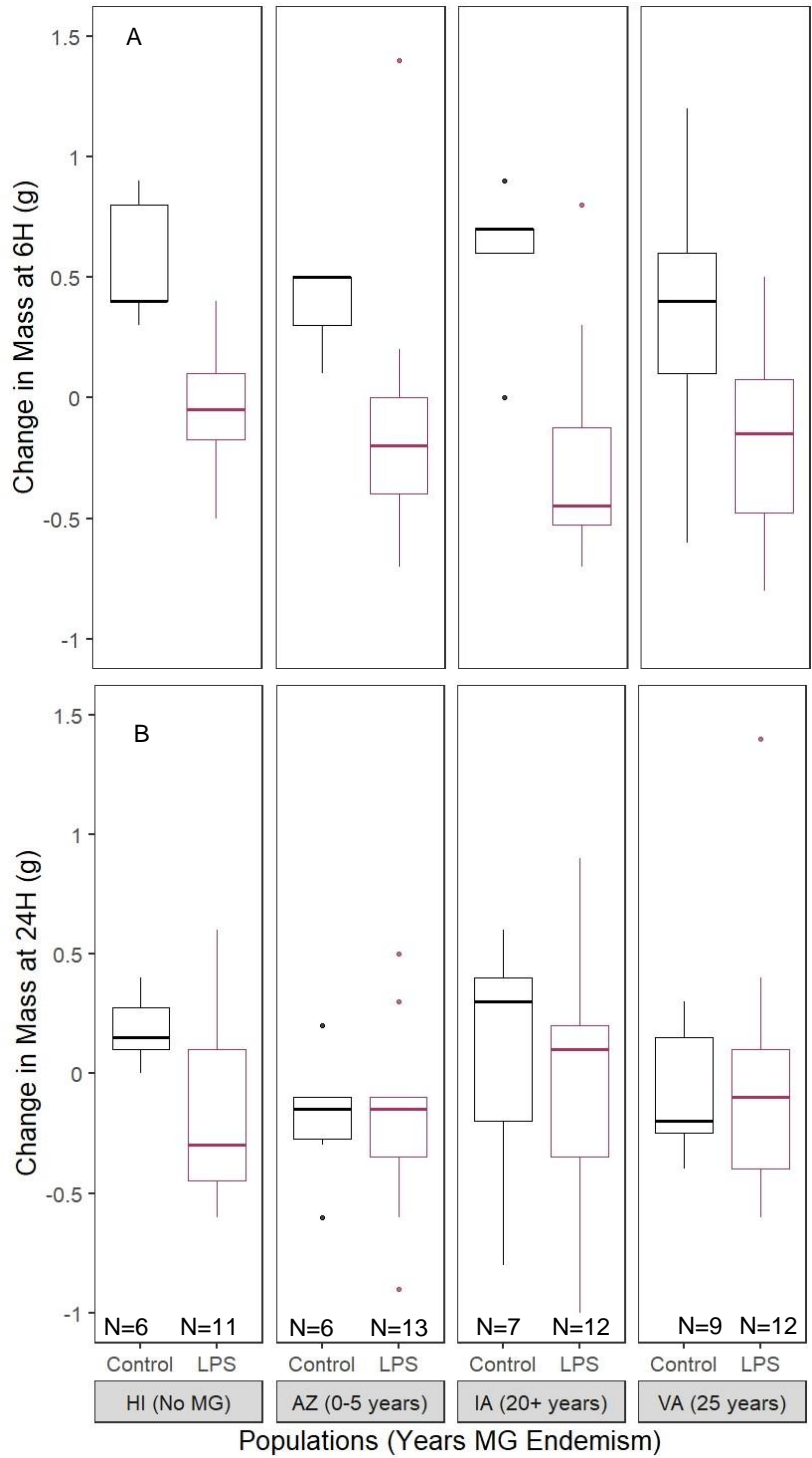 A
Change in Mass at 6H (g)
1.5
1
0.5
0
-0.5
-1
B
Change in Mass at 24H (g)
1.5
1
0.5
0
-0.5
-1
N=6 N=11 N=6 N=13 N=7 N=12 N=9 N=12
Control LPS Control LPS Control LPS Control LPS
HI (No MG) AZ (0-5 years) IA (20+ years) VA (25 years)
Populations (Years MG Endemism)